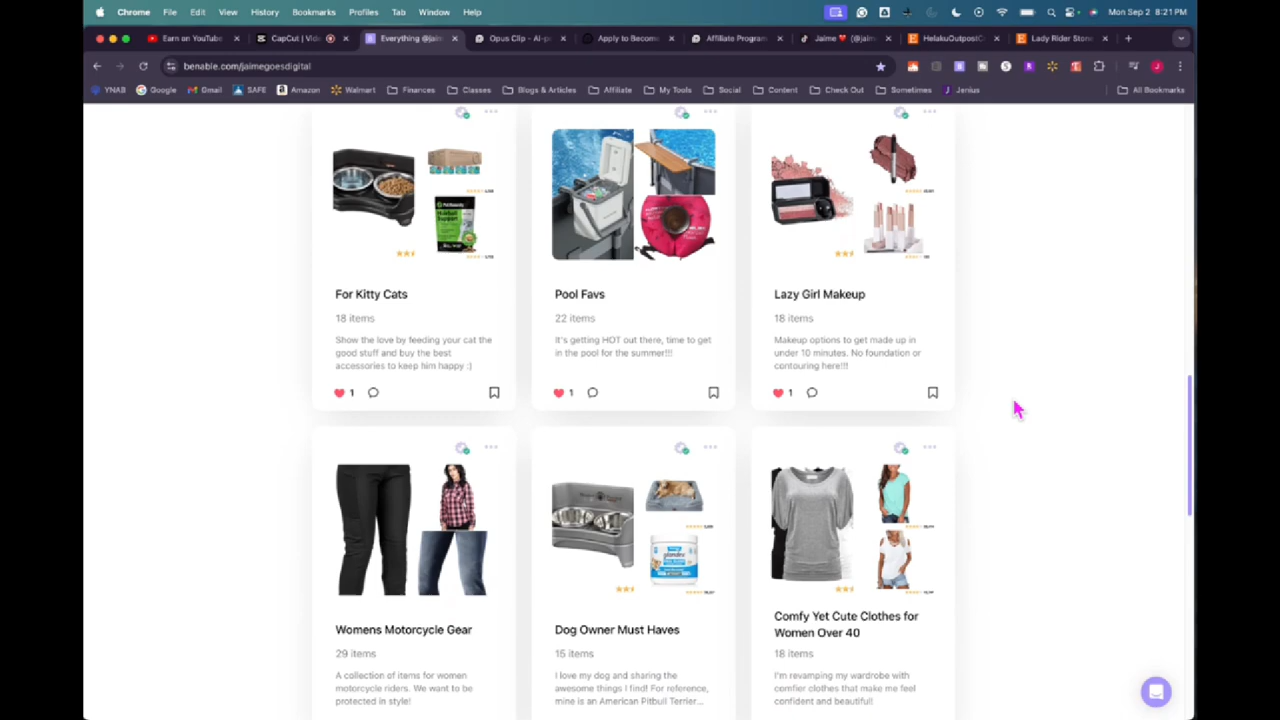 Chrome File Edit View History Bookmarks Profiles Tab Window Help Mon Sep 2 8:21 PM
Earn on YouTube CapCut | Vide Everything @jaim Opus Clip - AI-po Apply to Become Affiliate Program Jaime (@jaim HelakuOutpostC Lady Rider Store
benable.com/jaimegoesdigital
YNAB Google Gmail SAFE Amazon Walmart Finances Classes Blogs & Articles Affiliate My Tools Social Content Check Out Sometimes Jenius All Bookmarks
For Kitty Cats
18 items
Show the love by feeding your cat the
good stuff and buy the best
accessories to keep him happy :)
1
Pool Favs
22 items
It's getting HOT out there, time to get
in the pool for the summer!!!
1
Lazy Girl Makeup
18 items
Makeup options to get made up in
under 10 minutes. No foundation or
contouring here!!!
1
Womens Motorcycle Gear
29 items
A collection of items for women
motorcycle riders. We want to be
protected in style!
Dog Owner Must Haves
15 items
I love my dog and sharing the
awesome things I find! For reference,
mine is an American Pitbull Terrier...
Comfy Yet Cute Clothes for
Women Over 40
18 items
I'm revamping my wardrobe with
comfier clothes that make me feel
confident and beautiful!